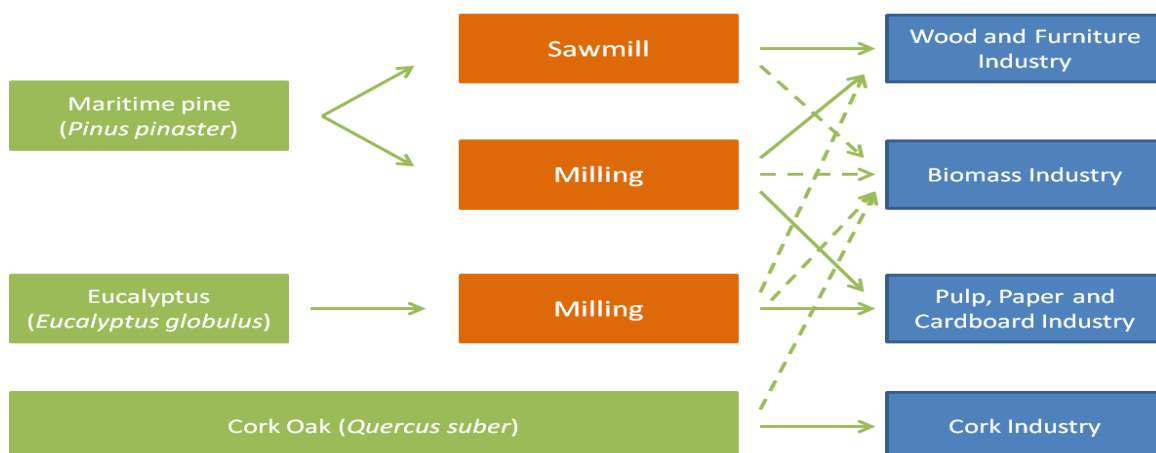 Sawmill
Wood and Furniture
Industry
Maritime pine
(Pinus pinaster)
Milling
Biomass Industry
Eucalyptus
(Eucalyptus globulus)
Milling
Pulp, Paper and
Cardboard Industry
Cork Oak (Quercus suber)
Cork Industry